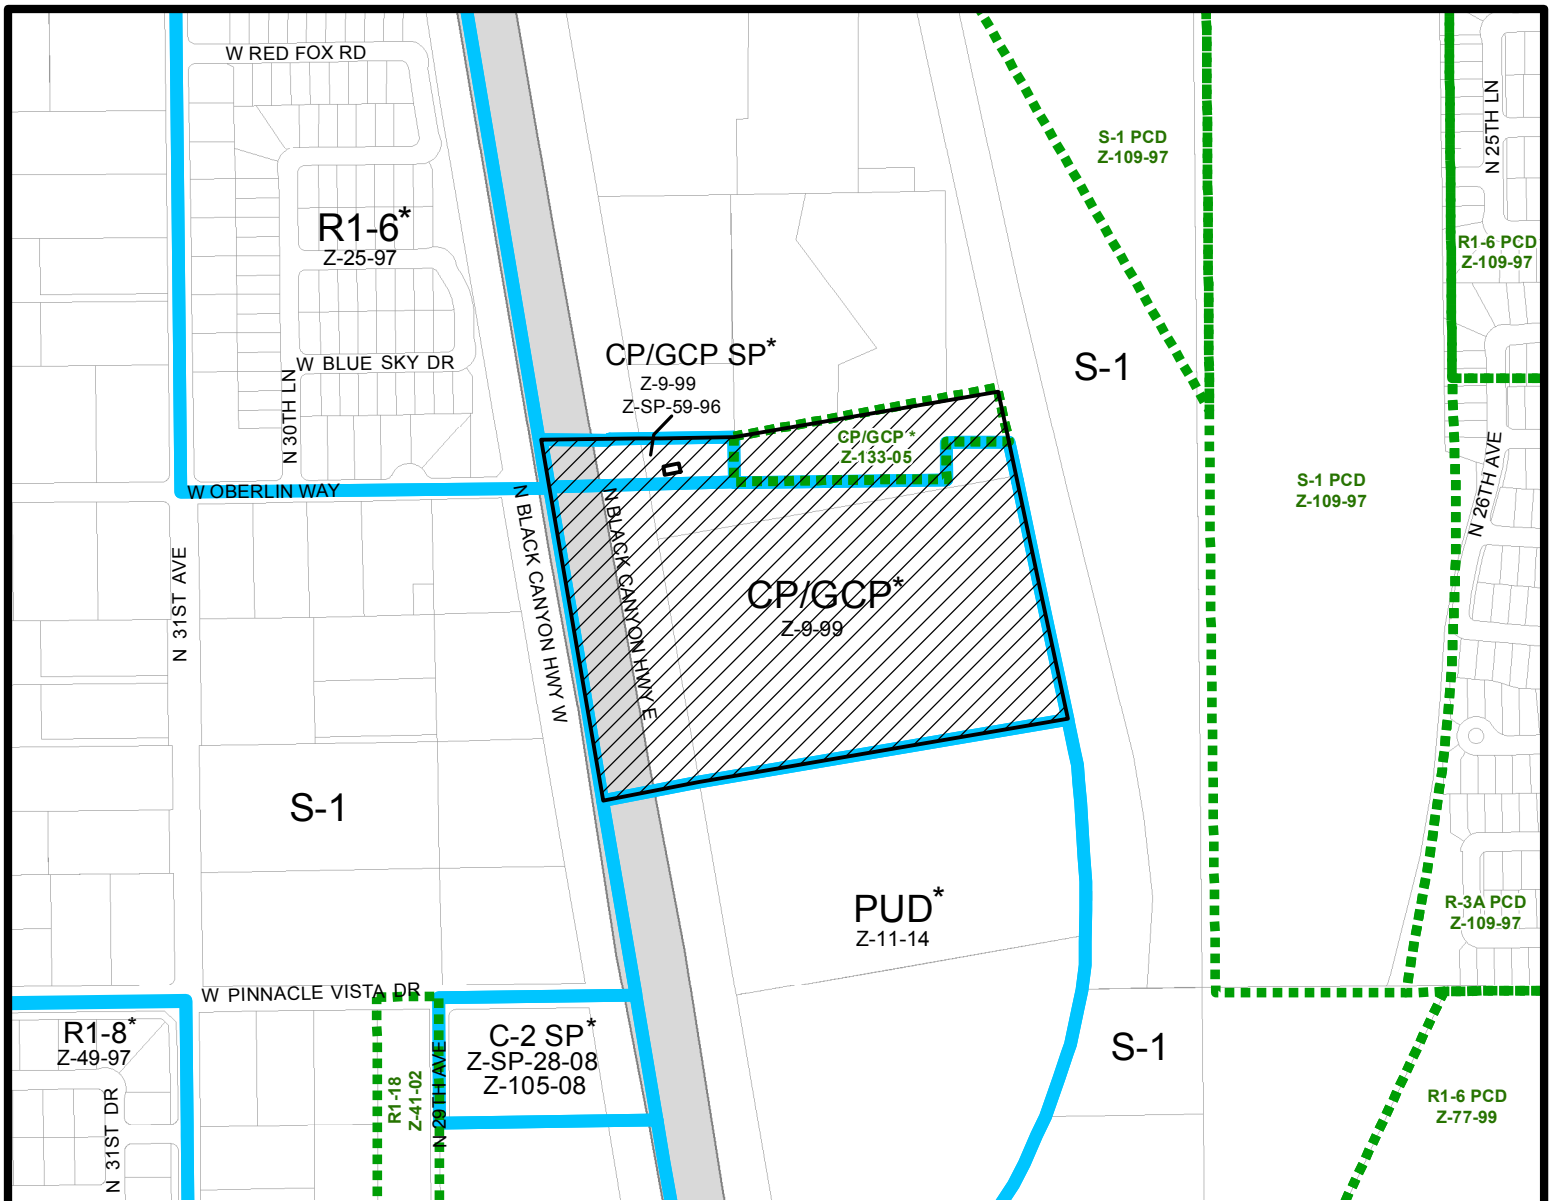 W RED FOX RD
N 25TH LN
S-1 PCD
Z-109-97
R1-6*
Z-25-97
R1-6 PCD
Z-109-97
W BLUE SKY DR
N 30TH LN
CP/GCP SP*
Z-9-99
Z-SP-59-96
S-1
CP/GCP *
Z-133-05
W OBERLIN WAY
S-1 PCD
Z-109-97
N 26TH AVE
N 31ST AVE
N BLACK CANYON HWY W
N BLACK CANYON HWY E
CP/GCP*
Z-9-99
S-1
PUD*
Z-11-14
R-3A PCD
Z-109-97
W PINNACLE VISTA DR
R1-8*
Z-49-97
C-2 SP*
Z-SP-28-08
Z-105-08
S-1
R1-18
Z-41-02
N 29TH AVE
N 31ST DR
R1-6 PCD
Z-77-99